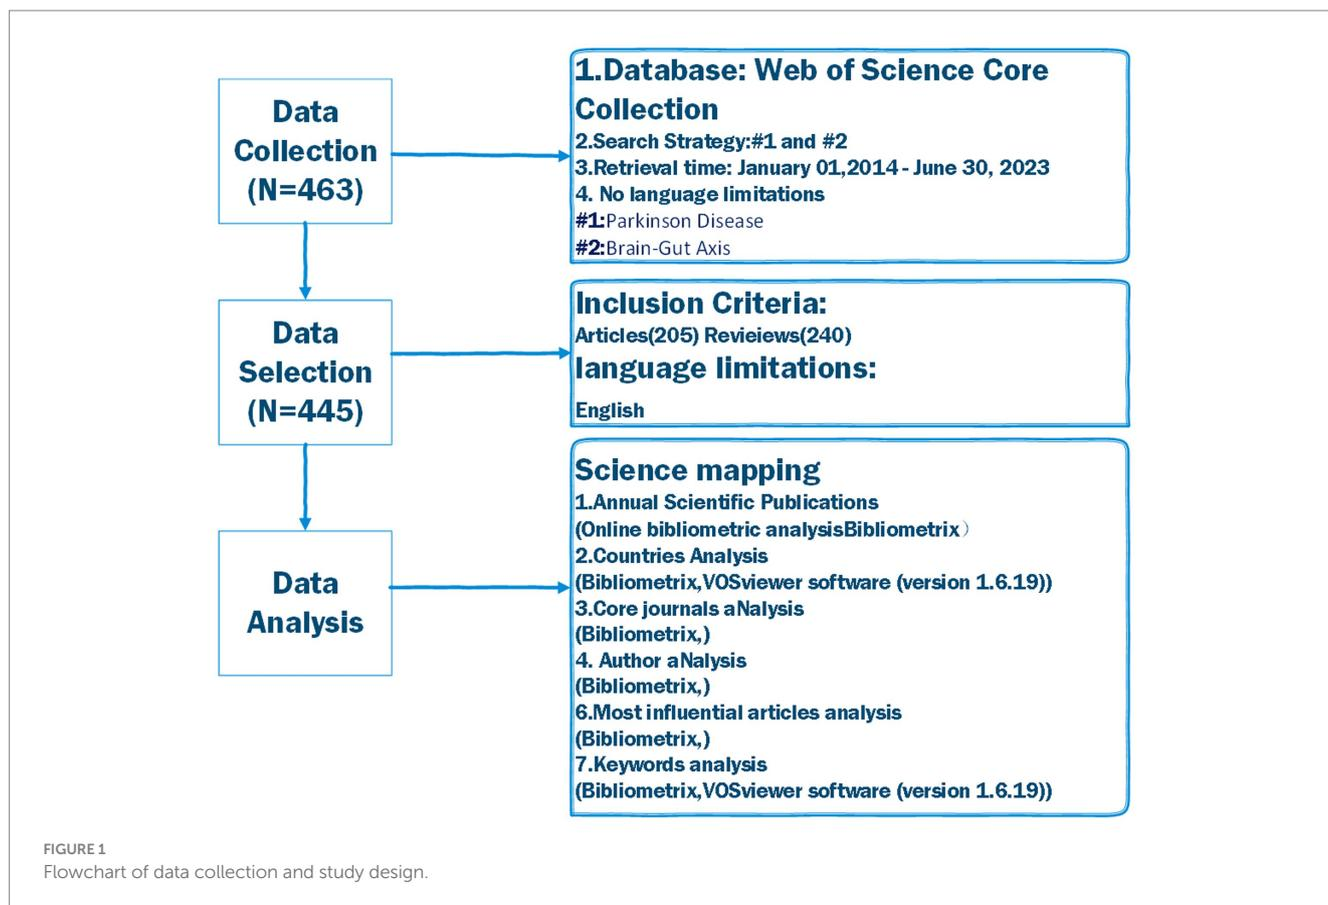 Data
Collection
(N=463)
1.Database: Web of Science Core
Collection
2.Search Strategy:#1 and #2
3.Retrieval time: January 01,2014 - June 30, 2023
4. No language limitations
#1:Parkinson Disease
#2:Brain-Gut Axis
Data
Selection
(N=445)
Inclusion Criteria:
Articles(205) Revieiews(240)
language limitations:
English
Data
Analysis
Science mapping
1.Annual Scientific Publications
(Online bibliometric analysisBibliometrix）
2.Countries Analysis
(Bibliometrix,VOSviewer software (version 1.6.19))
3.Core journals aNalysis
(Bibliometrix,)
4. Author aNalysis
(Bibliometrix,)
6.Most influential articles analysis
(Bibliometrix,)
7.Keywords analysis
(Bibliometrix,VOSviewer software (version 1.6.19))
FIGURE 1
Flowchart of data collection and study design.